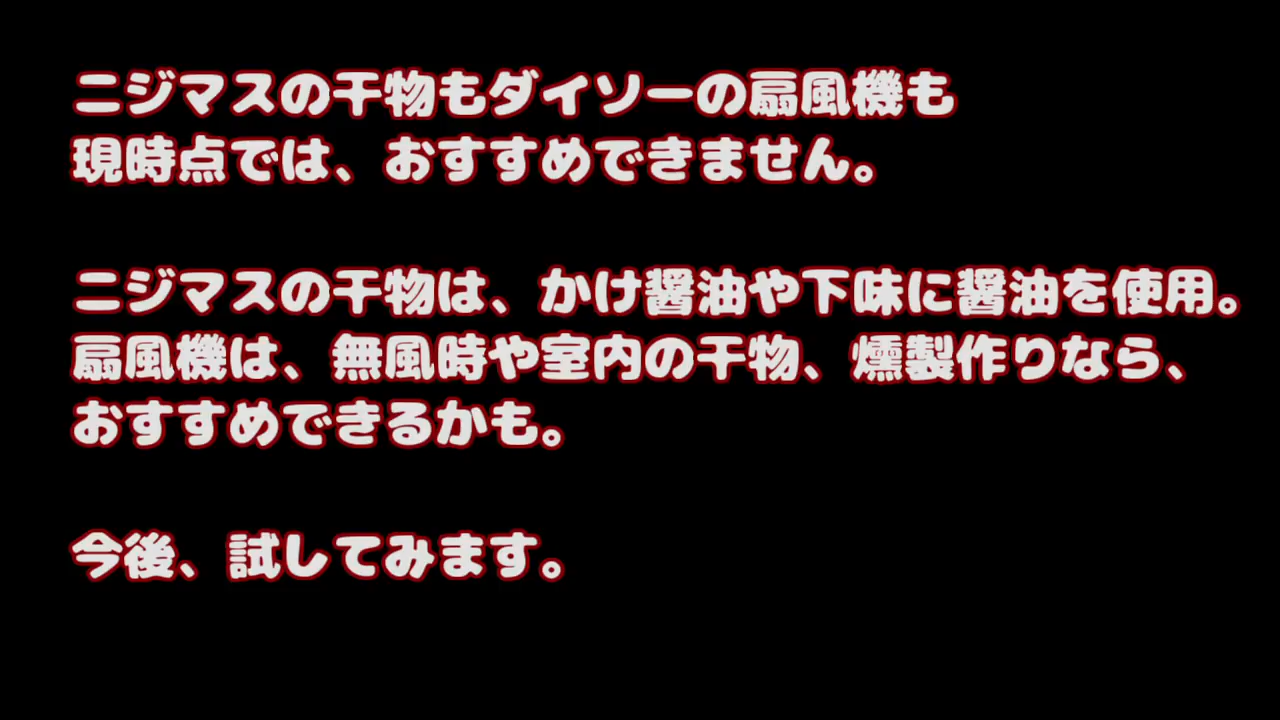 ニジマスの干物もダイソーの扇風機も
現時点では、おすすめできません。
ニジマスの干物は、かけ醤油や下味に醤油を使用。
扇風機は、無風時や室内の干物、燻製作りなら、
おすすめできるかも。
今後、試してみます。